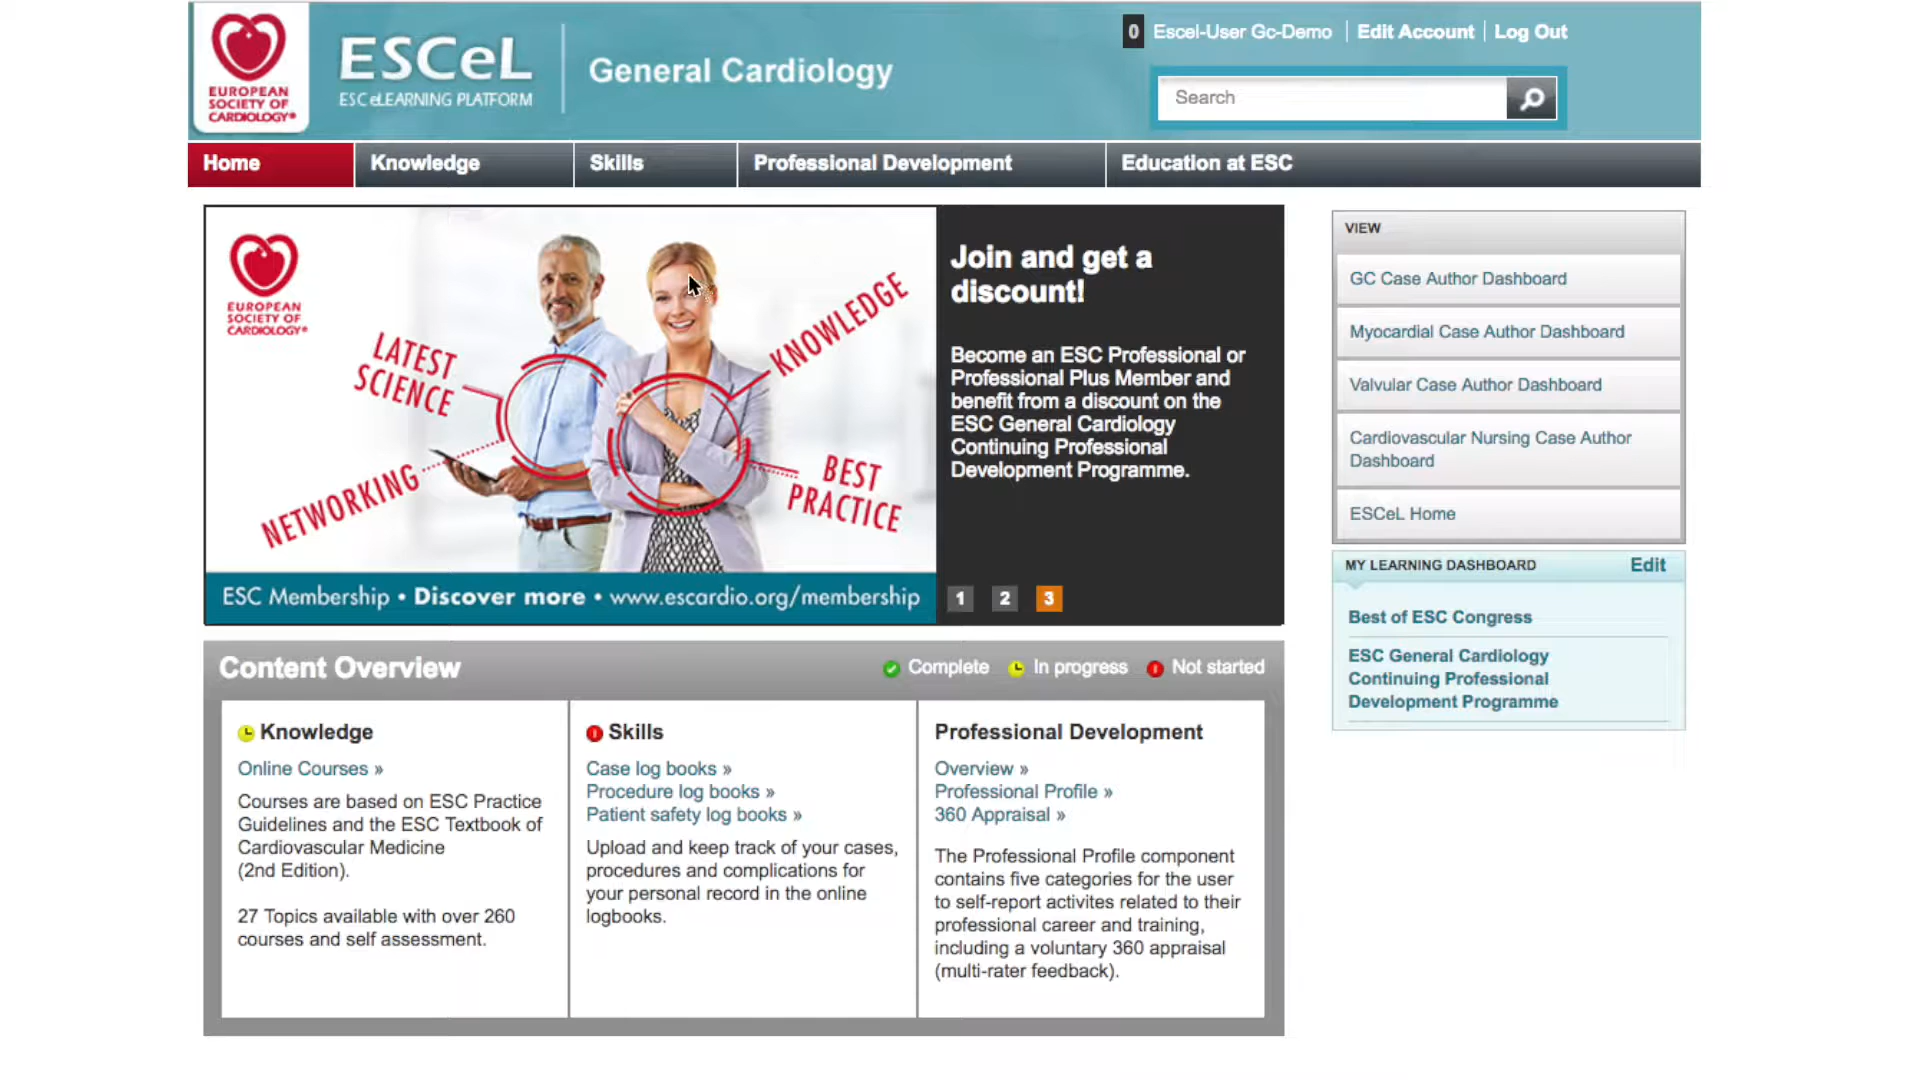 EUROPEAN
SOCIETY OF
CARDIOLOGY®
ESCeL
ESC eLEARNING PLATFORM
General Cardiology
0 Escel-User Gc-Demo Edit Account Log Out
Search
Home Knowledge Skills Professional Development Education at ESC
EUROPEAN
SOCIETY OF
CARDIOLOGY®
LATEST
SCIENCE
KNOWLEDGE
NETWORKING
BEST
PRACTICE
ESC Membership • Discover more • www.escardio.org/membership
Join and get a
discount!
Become an ESC Professional or
Professional Plus Member and
benefit from a discount on the
ESC General Cardiology
Continuing Professional
Development Programme.
1 2 3
VIEW
GC Case Author Dashboard
Myocardial Case Author Dashboard
Valvular Case Author Dashboard
Cardiovascular Nursing Case Author
Dashboard
ESCeL Home
MY LEARNING DASHBOARD Edit
Best of ESC Congress
ESC General Cardiology
Continuing Professional
Development Programme
Content Overview
Complete In progress Not started
Knowledge
Online Courses »
Courses are based on ESC Practice
Guidelines and the ESC Textbook of
Cardiovascular Medicine
(2nd Edition).
27 Topics available with over 260
courses and self assessment.
Skills
Case log books »
Procedure log books »
Patient safety log books »
Upload and keep track of your cases,
procedures and complications for
your personal record in the online
logbooks.
Professional Development
Overview »
Professional Profile »
360 Appraisal »
The Professional Profile component
contains five categories for the user
to self-report activites related to their
professional career and training,
including a voluntary 360 appraisal
(multi-rater feedback).